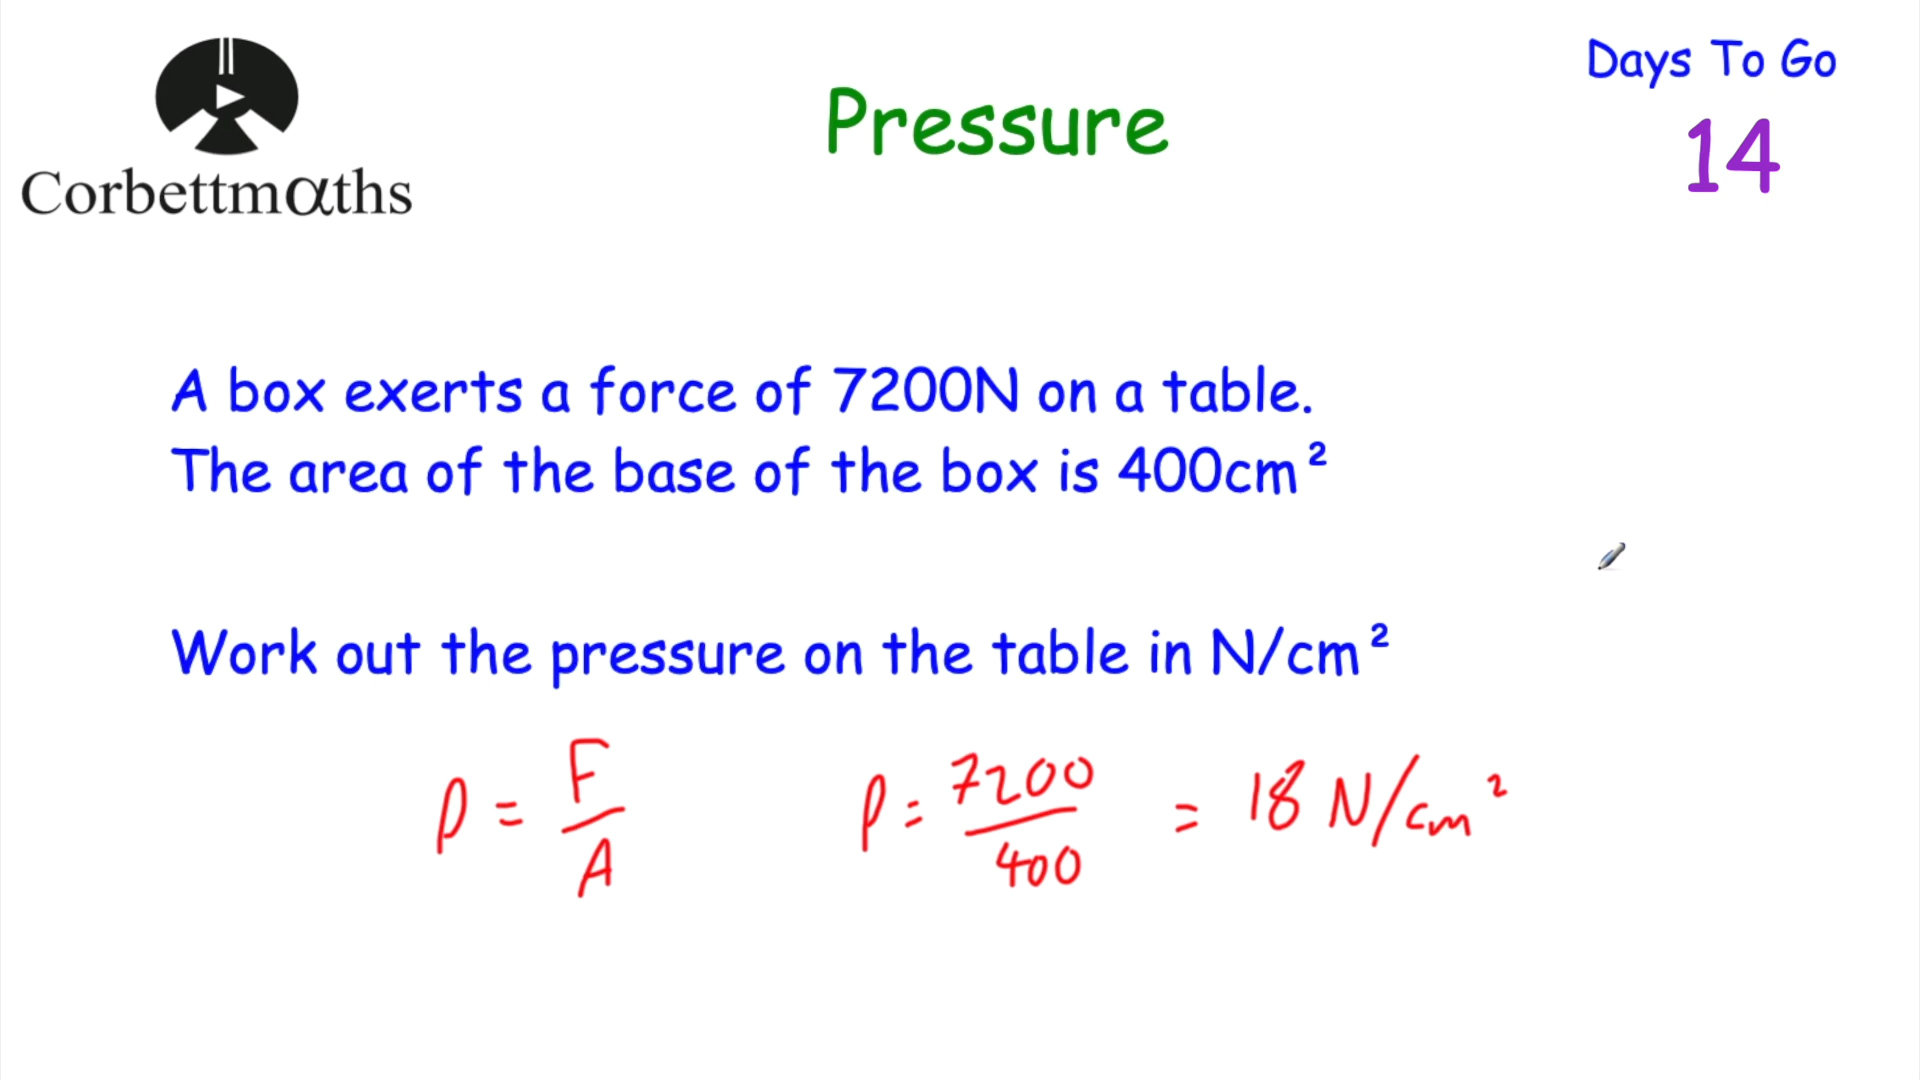 Corbettmαths
Pressure
Days To Go
14
A box exerts a force of 7200N on a table.
The area of the base of the box is 400cm²
Work out the pressure on the table in N/cm²
P = F/A
P = 7200/400 = 18 N/cm²